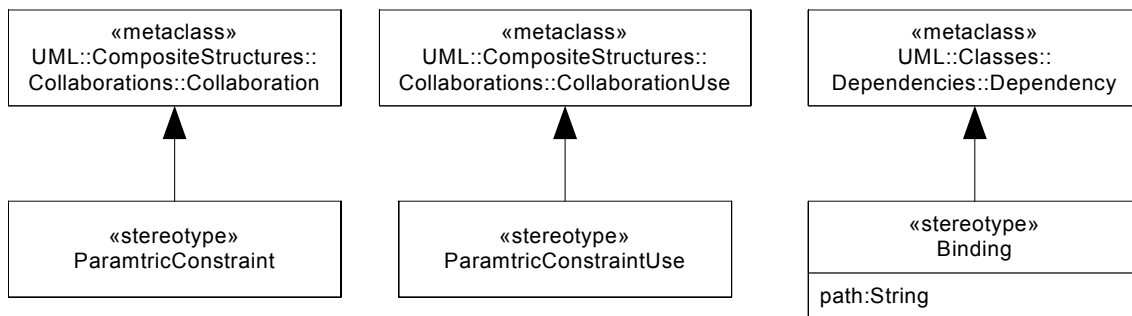 «metaclass»
UML::CompositeStructures::
Collaborations::Collaboration
«metaclass»
UML::CompositeStructures::
Collaborations::CollaborationUse
«metaclass»
UML::Classes::
Dependencies::Dependency
«stereotype»
ParamtricConstraint
«stereotype»
ParamtricConstraintUse
«stereotype»
Binding
path:String